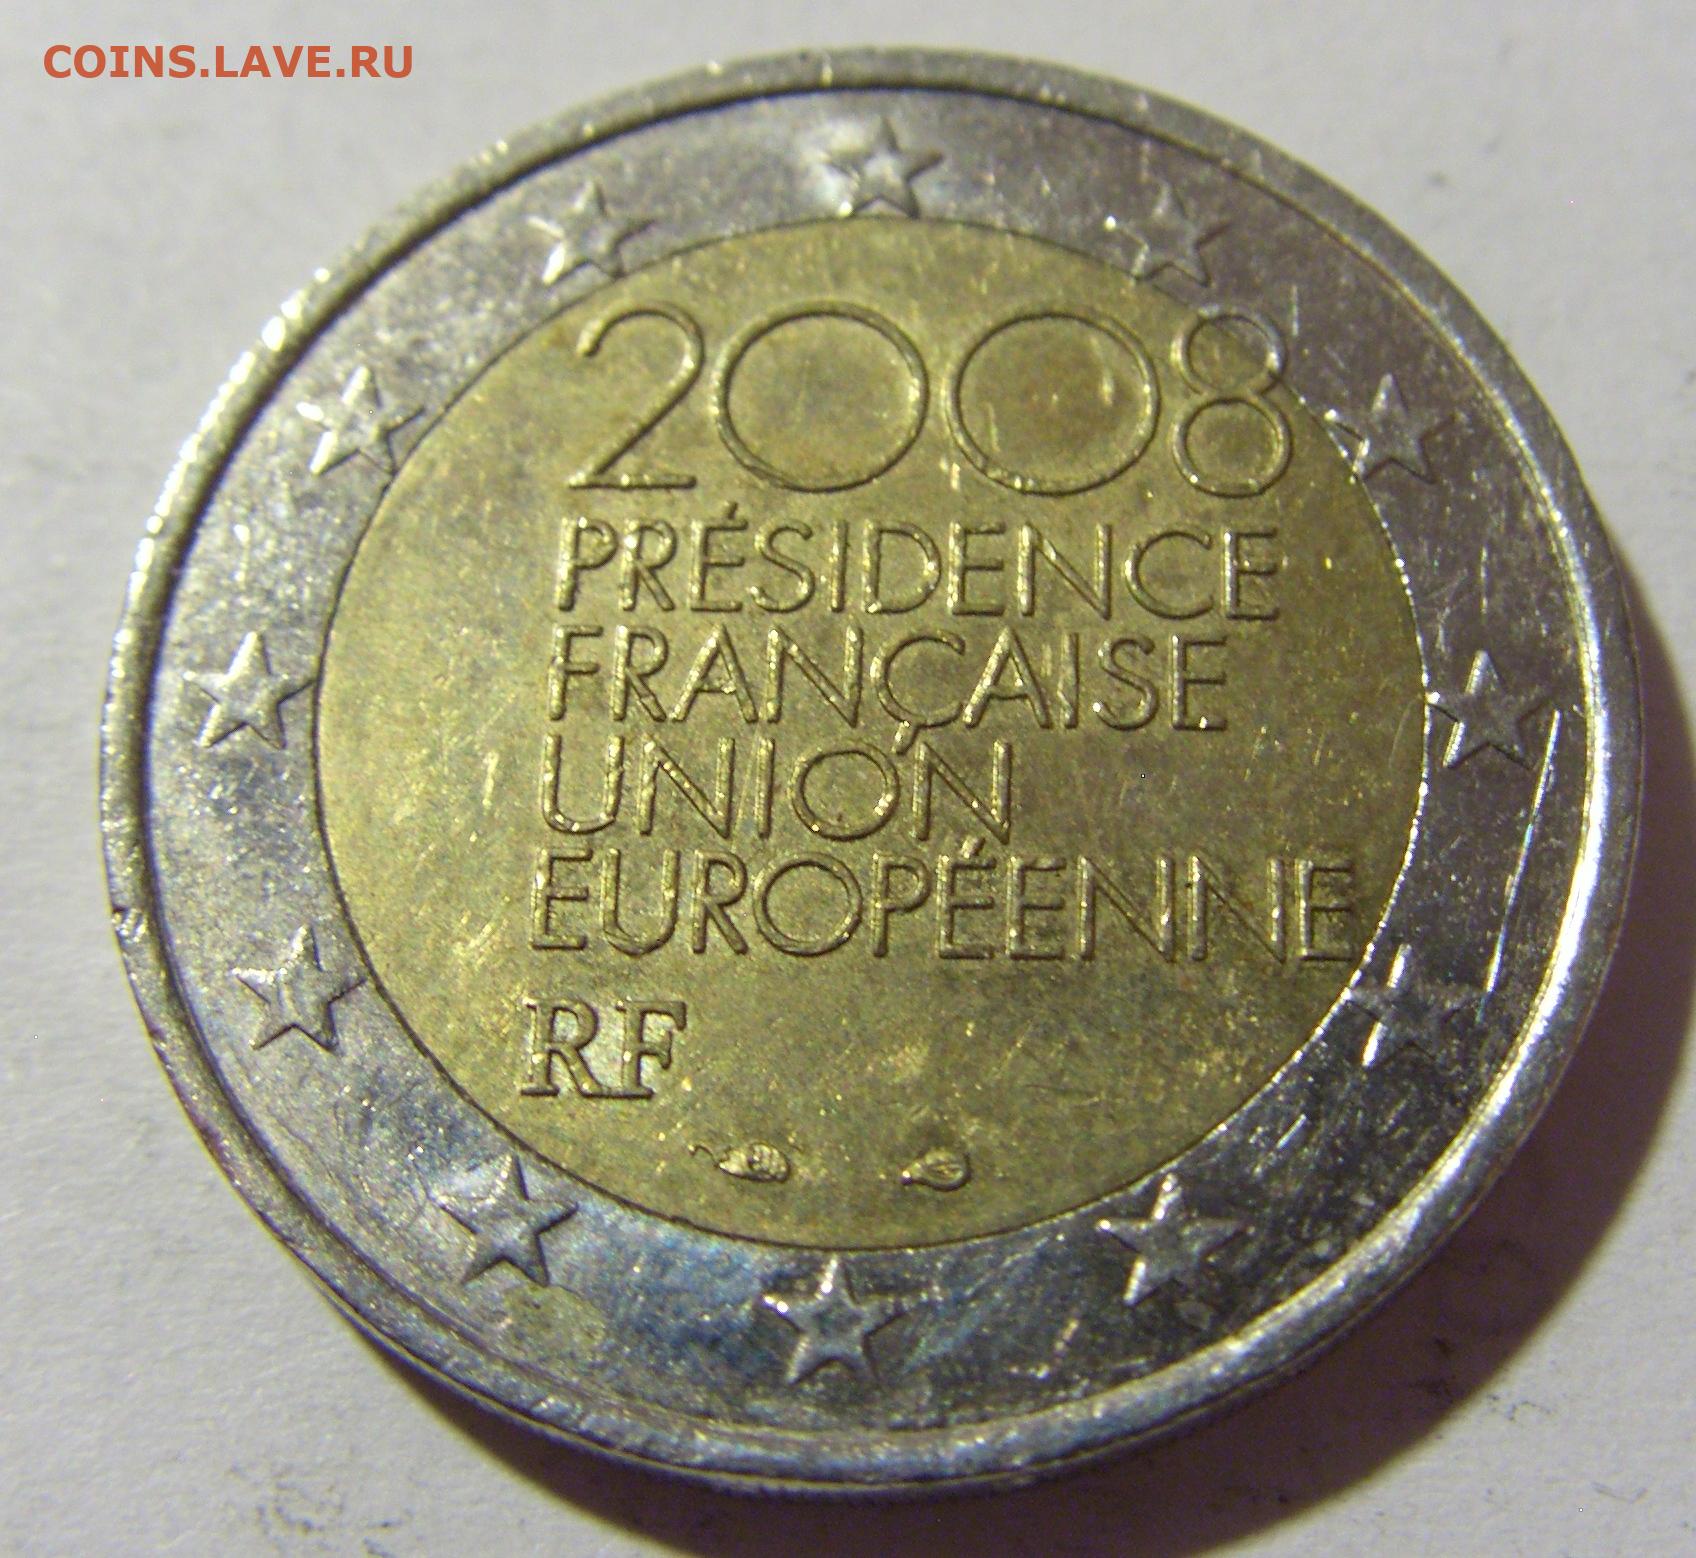 COINS.LAVE.RU
2008
PRÉSIDENCE
FRANÇAISE
UNION
EUROPÉENNE
RF